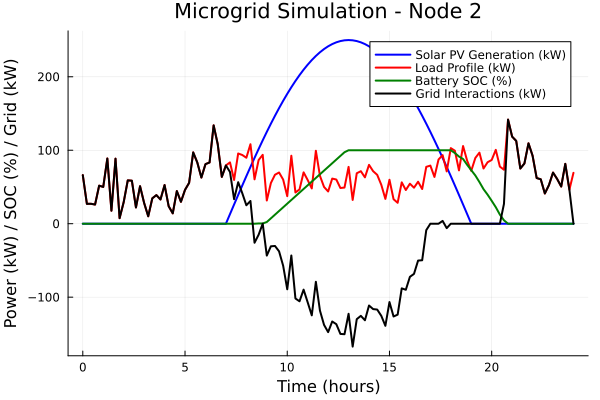 Microgrid Simulation - Node 2
Power (kW) / SOC (%) / Grid (kW)
200
100
0
−100
Solar PV Generation (kW)
Load Profile (kW)
Battery SOC (%)
Grid Interactions (kW)
0 5 10 15 20
Time (hours)